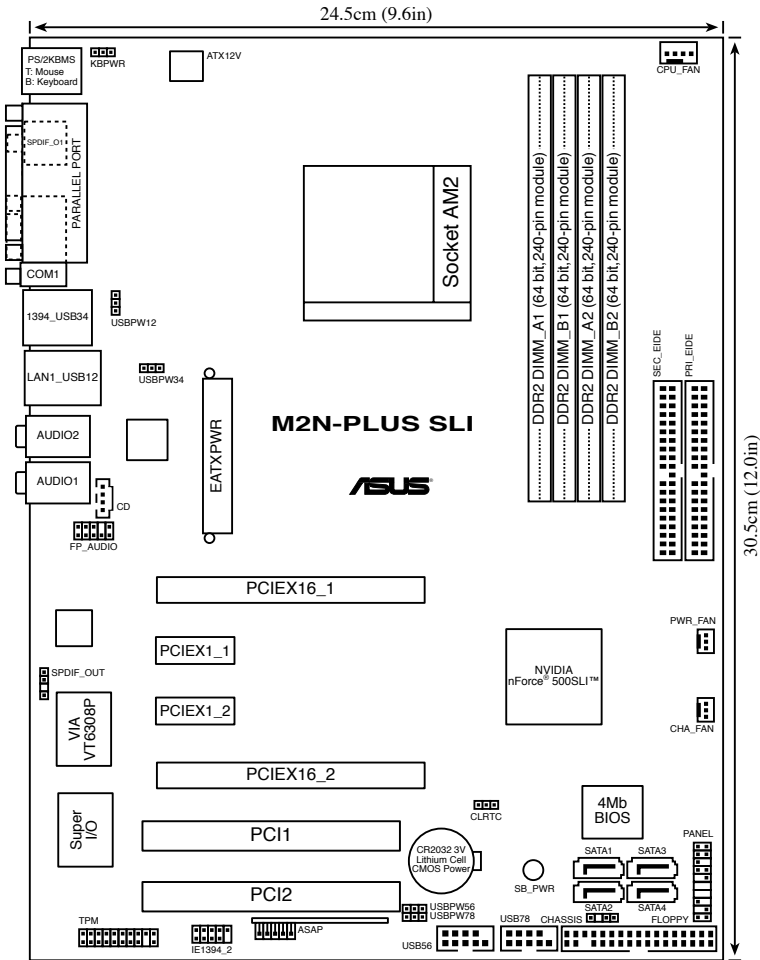 24.5cm (9.6in)
PS/2KBMS
T: Mouse
B: Keyboard
KBPWR
ATX12V
CPU_FAN
SPDIF_O1
PARALLEL PORT
Socket AM2
DDR2 DIMM_A1 (64 bit,240-pin module)
DDR2 DIMM_B1 (64 bit,240-pin module)
DDR2 DIMM_A2 (64 bit,240-pin module)
DDR2 DIMM_B2 (64 bit,240-pin module)
COM1
1394_USB34
USBPW12
LAN1_USB12
USBPW34
SEC_EIDE
PRI_EIDE
AUDIO2
EATXPWR
M2N-PLUS SLI
AUDIO1
CD
ASUS®
FP_AUDIO
30.5cm (12.0in)
PCIEX16_1
PCIEX1_1
PWR_FAN
SPDIF_OUT
NVIDIA
nForce® 500SLI™
VIA
VT6308P
PCIEX1_2
CHA_FAN
PCIEX16_2
Super
I/O
CLRTC
4Mb
BIOS
PANEL
PCI1
CR2032 3V
Lithium Cell
CMOS Power
SATA1
SATA3
SB_PWR
PCI2
SATA2
SATA4
USBPW56
USBPW78
TPM
IE1394_2
ASAP
USB56
USB78
CHASSIS
FLOPPY